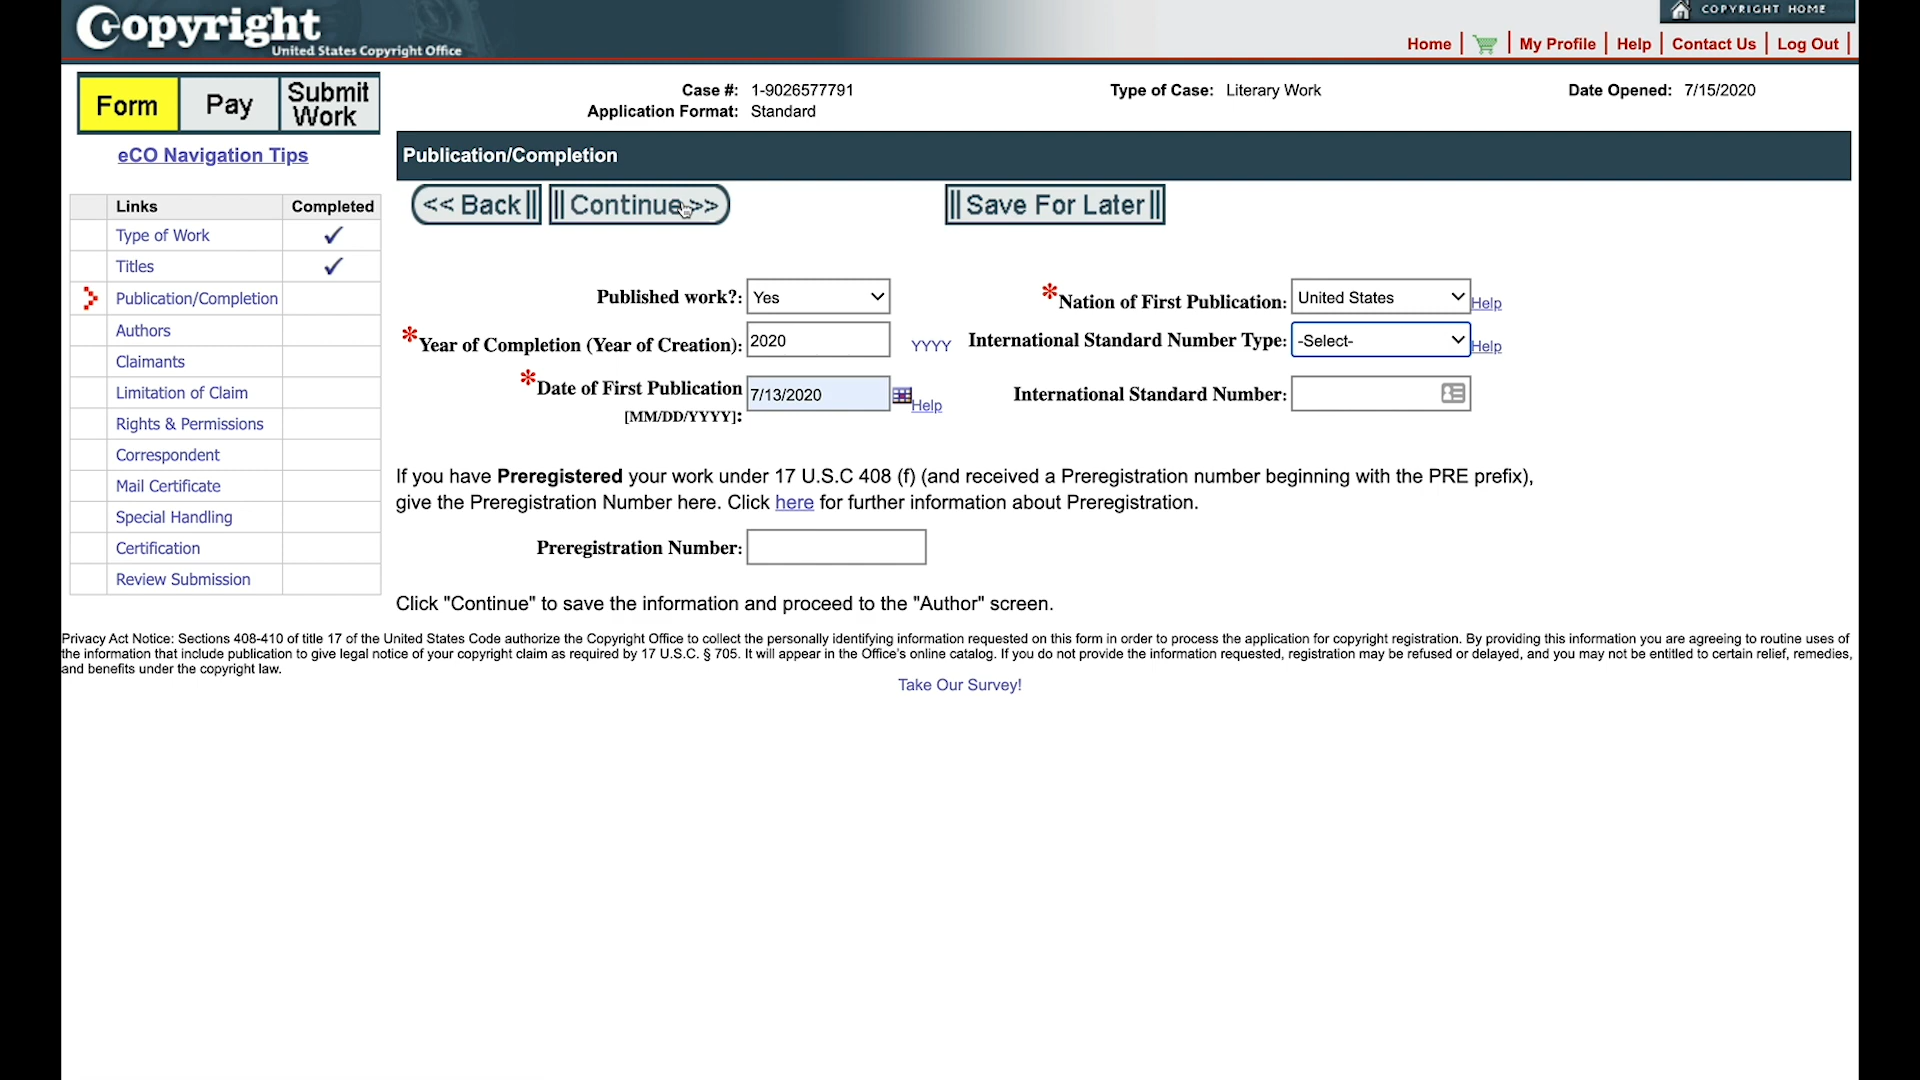 COPYRIGHT HOME
Copyright
United States Copyright Office
Home | My Profile | Help | Contact Us | Log Out |
Form Pay Submit Work
Case #: 1-9026577791 Type of Case: Literary Work Date Opened: 7/15/2020
Application Format: Standard
eCO Navigation Tips
Publication/Completion
<< Back Continue >> Save For Later
Links Completed
Type of Work ✓
Titles ✓
Publication/Completion
Authors
Claimants
Limitation of Claim
Rights & Permissions
Correspondent
Mail Certificate
Special Handling
Certification
Review Submission
Published work?: Yes * Nation of First Publication: United States Help
* Year of Completion (Year of Creation): 2020 YYYY International Standard Number Type: -Select- Help
* Date of First Publication 7/13/2020 Help International Standard Number:
[MM/DD/YYYY]:
If you have Preregistered your work under 17 U.S.C 408 (f) (and received a Preregistration number beginning with the PRE prefix),
give the Preregistration Number here. Click here for further information about Preregistration.
Preregistration Number:
Click "Continue" to save the information and proceed to the "Author" screen.
Privacy Act Notice: Sections 408-410 of title 17 of the United States Code authorize the Copyright Office to collect the personally identifying information requested on this form in order to process the application for copyright registration. By providing this information you are agreeing to routine uses of
the information that include publication to give legal notice of your copyright claim as required by 17 U.S.C. § 705. It will appear in the Office's online catalog. If you do not provide the information requested, registration may be refused or delayed, and you may not be entitled to certain relief, remedies,
and benefits under the copyright law.
Take Our Survey!